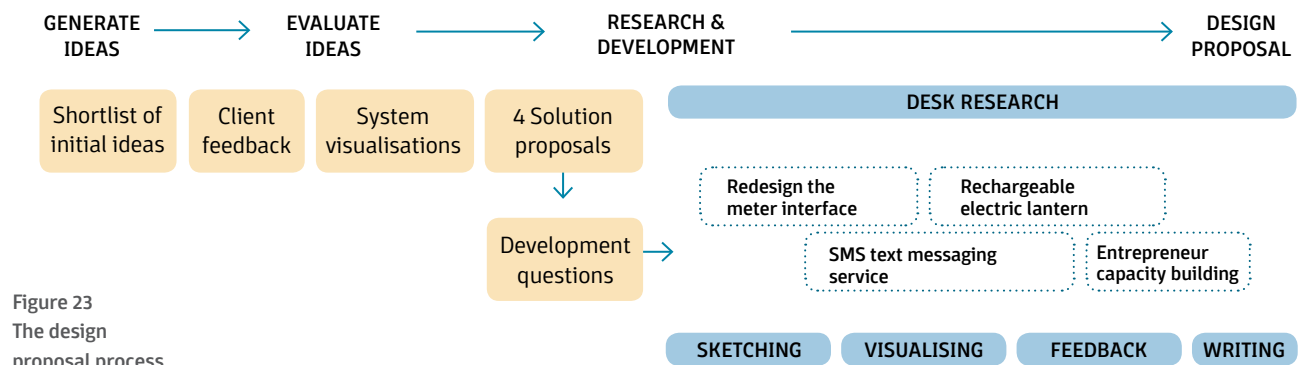 GENERATE
IDEAS
EVALUATE
IDEAS
RESEARCH &
DEVELOPMENT
DESIGN
PROPOSAL
Shortlist of
initial ideas
Client
feedback
System
visualisations
4 Solution
proposals
DESK RESEARCH
Redesign the
meter interface
Rechargeable
electric lantern
Development
questions
SMS text messaging
service
Entrepreneur
capacity building
Figure 23
The design
proposal process
SKETCHING
VISUALISING
FEEDBACK
WRITING